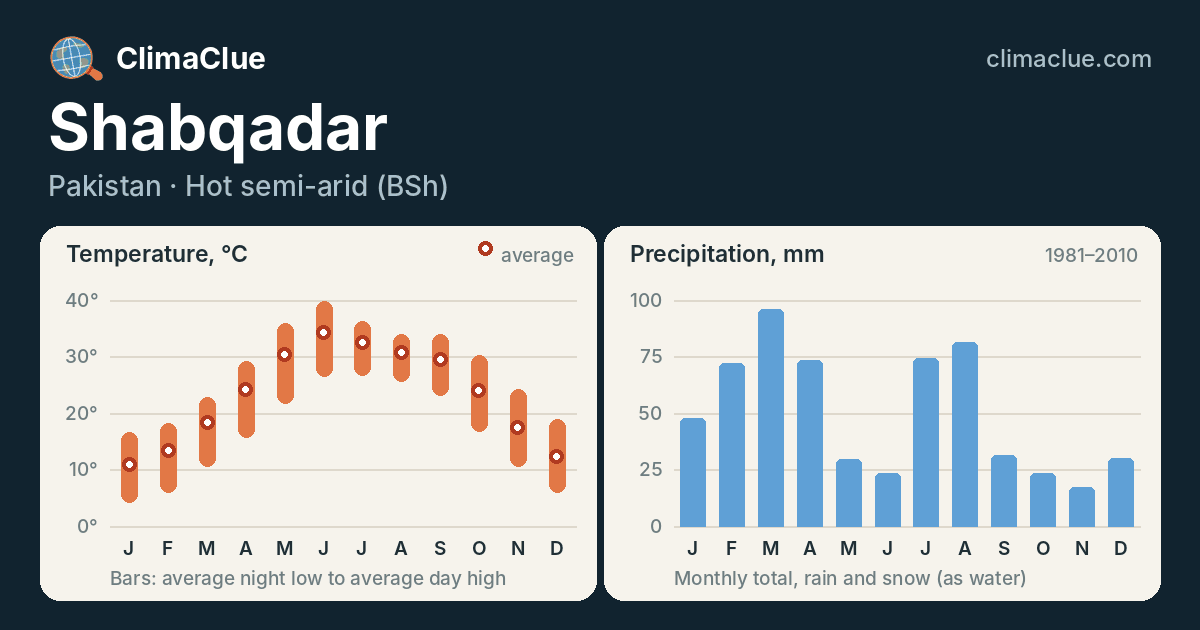 ClimaClue
climaclue.com
Shabqadar
Pakistan · Hot semi-arid (BSh)
Temperature, °C
average
40°
30°
20°
10°
0°
J F M A M J J A S O N D
Bars: average night low to average day high
Precipitation, mm
1981–2010
100
75
50
25
0
J F M A M J J A S O N D
Monthly total, rain and snow (as water)